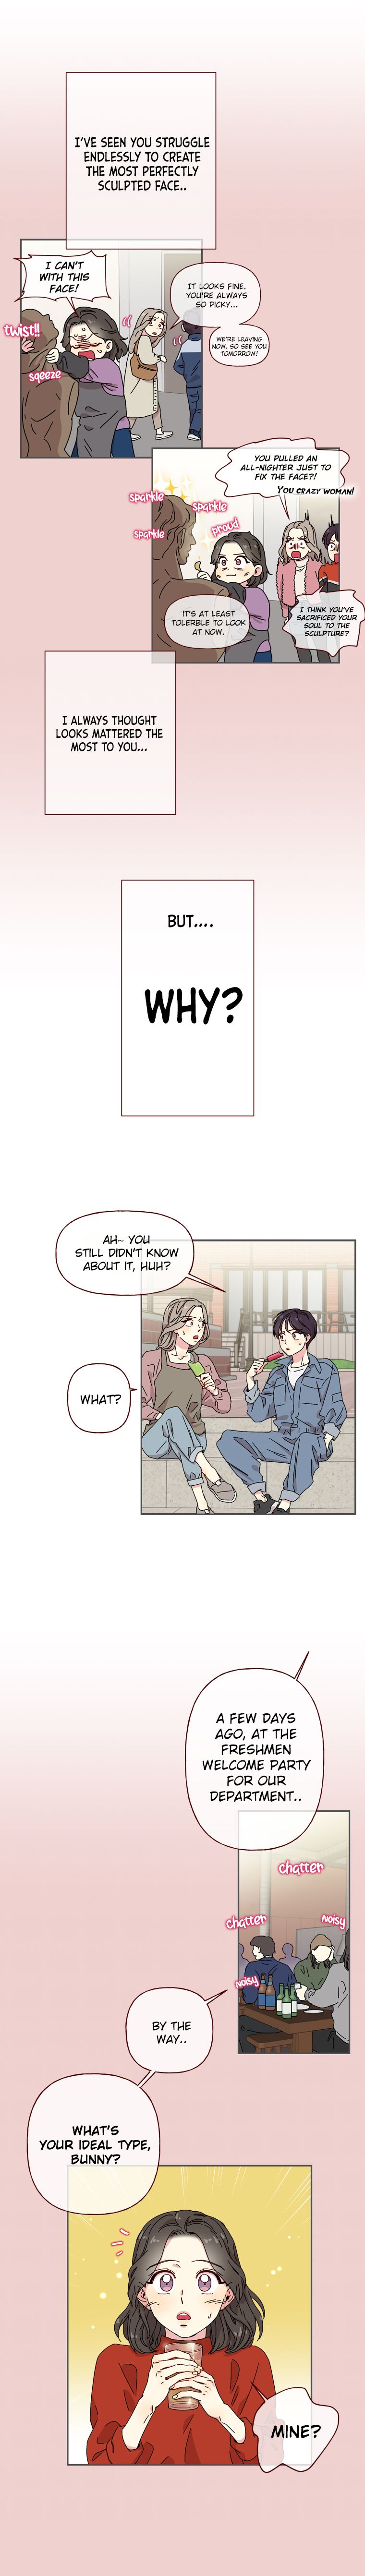 I'VE SEEN YOU STRUGGLE
ENDLESSLY TO CREATE
THE MOST PERFECTLY
SCULPTED FACE..
I CAN'T
WITH THIS
FACE!
IT LOOKS FINE.
YOU'RE ALWAYS
SO PICKY...
twist!!
WE'RE LEAVING
NOW, SO SEE YOU
TOMORROW!
sqeeze
YOU PULLED AN
ALL-NIGHTER JUST TO
FIX THE FACE?!
YOU CRAZY WOMAN!
sparkle
sparkle
sparkle
proud
IT'S AT LEAST
TOLERBLE TO LOOK
AT NOW.
I THINK YOU'VE
SACRIFICED YOUR
SOUL TO THE
SCULPTURE?
I ALWAYS THOUGHT
LOOKS MATTERED THE
MOST TO YOU...
BUT....
WHY?
AH~ YOU
STILL DIDN'T KNOW
ABOUT IT, HUH?
WHAT?
A FEW DAYS
AGO, AT THE
FRESHMEN
WELCOME PARTY
FOR OUR
DEPARTMENT..
chatter
chatter
Noisy
Noisy
BY THE
WAY..
WHAT'S
YOUR IDEAL TYPE,
BUNNY?
MINE?